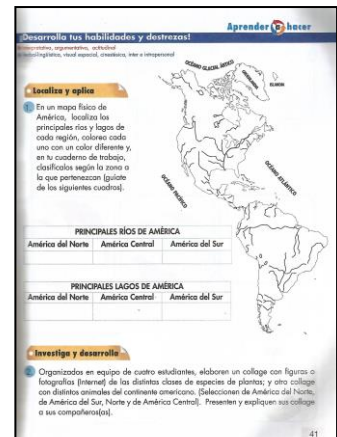 Aprender a hacer
¡Desarrolla tus habilidades y destrezas!
Interpretativa, argumentativa, actitudinal
verbal-lingüística, visual espacial, cinestésica, inter e intrapersonal
Localiza y aplica
1. En un mapa físico de
América, localiza los
principales ríos y lagos de
cada región, colorea cada
uno con un color diferente y,
en tu cuaderno de trabajo,
clasifícalos según la zona a
la que pertenezcan (guíate
de los siguientes cuadros).
OCÉANO GLACIAL ÁRTICO
GROENLANDIA
ISLANDIA
OCÉANO PACÍFICO
OCÉANO ATLÁNTICO
PRINCIPALES RÍOS DE AMÉRICA
América del Norte América Central América del Sur
PRINCIPALES LAGOS DE AMÉRICA
América del Norte América Central América del Sur
Investiga y desarrolla
2. Organizados en equipo de cuatro estudiantes, elaboren un collage con figuras o
fotografías (Internet) de las distintas clases de especies de plantas; y otro collage
con distintos animales del continente americano. (Seleccionen de América del Norte,
de América del Sur, Norte y de América Central). Presenten y expliquen sus collage
a sus compañeros(as).
41